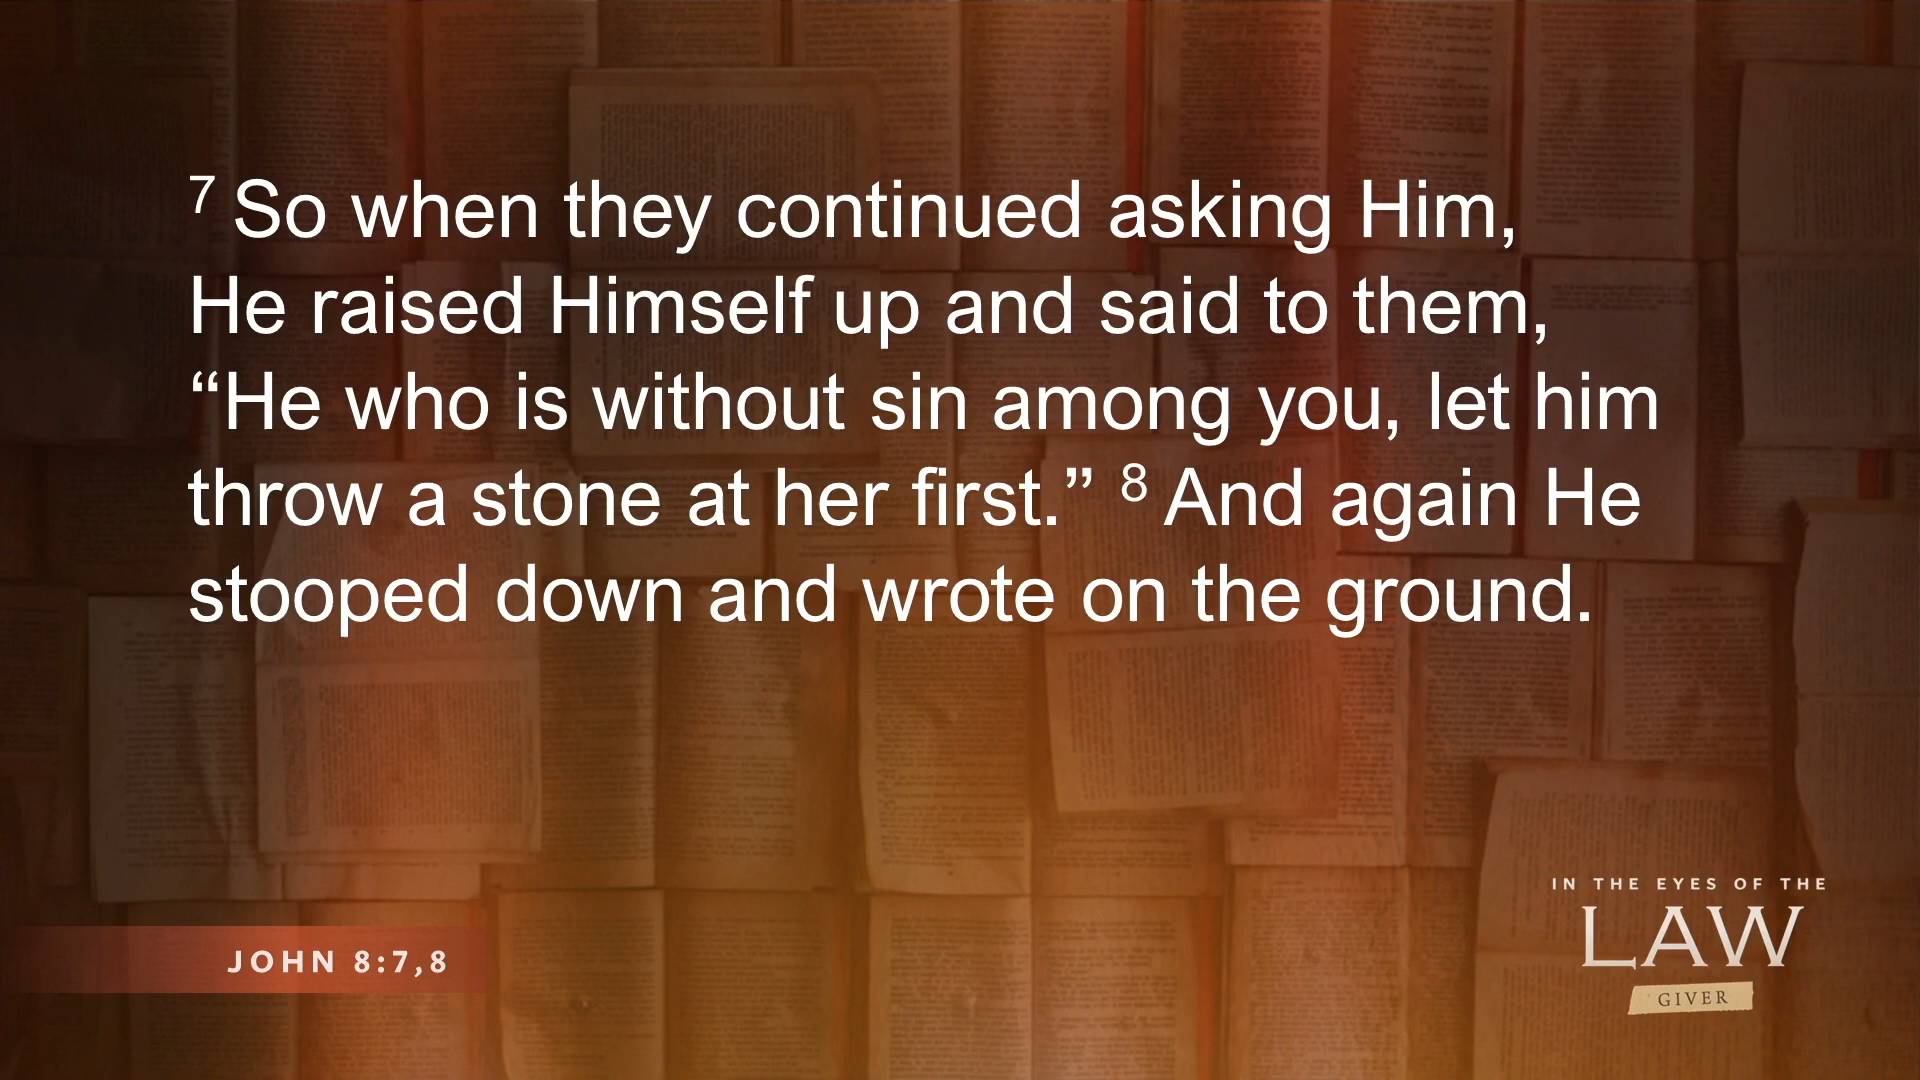 7 So when they continued asking Him,
He raised Himself up and said to them,
“He who is without sin among you, let him
throw a stone at her first.” 8 And again He
stooped down and wrote on the ground.
JOHN 8:7,8
IN THE EYES OF THE
LAW
GIVER